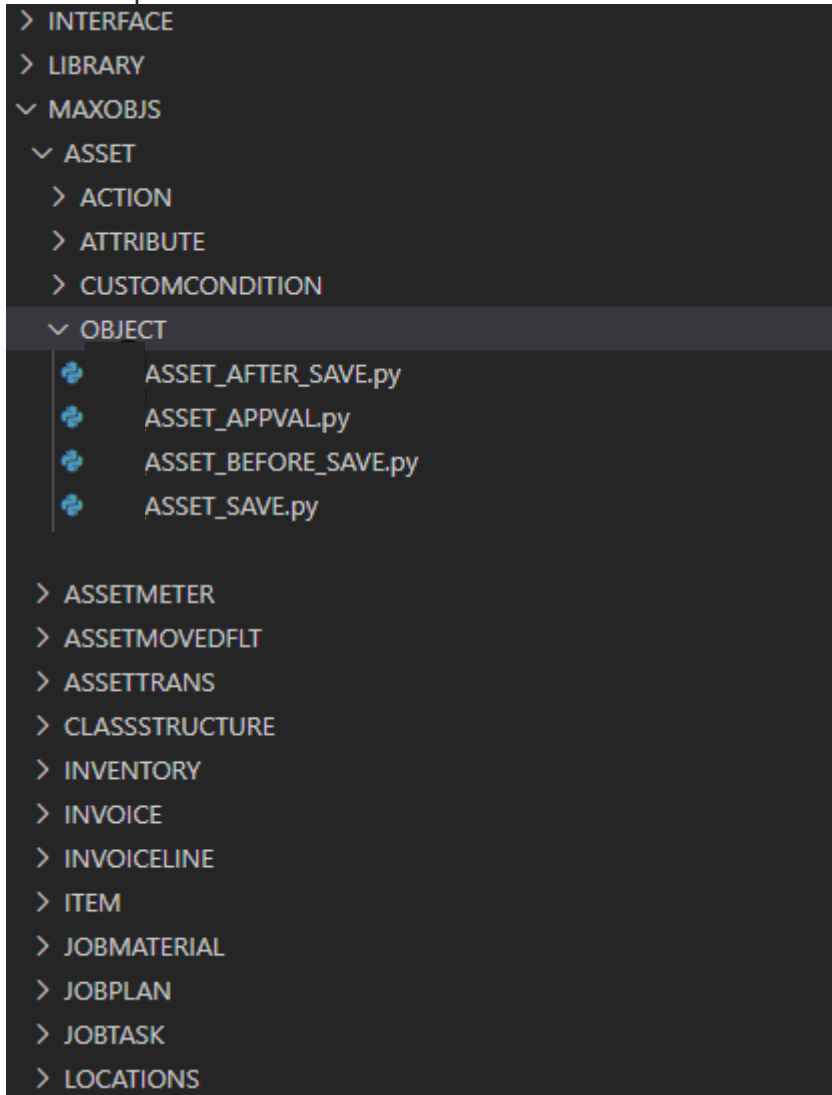 INTERFACE
LIBRARY
MAXOBJS
ASSET
ACTION
ATTRIBUTE
CUSTOMCONDITION
OBJECT
ASSET_AFTER_SAVE.py
ASSET_APPVAL.py
ASSET_BEFORE_SAVE.py
ASSET_SAVE.py
ASSETMETER
ASSETMOVEDFLT
ASSETTRANS
CLASSSTRUCTURE
INVENTORY
INVOICE
INVOICELINE
ITEM
JOBMATERIAL
JOBPLAN
JOBTASK
LOCATIONS